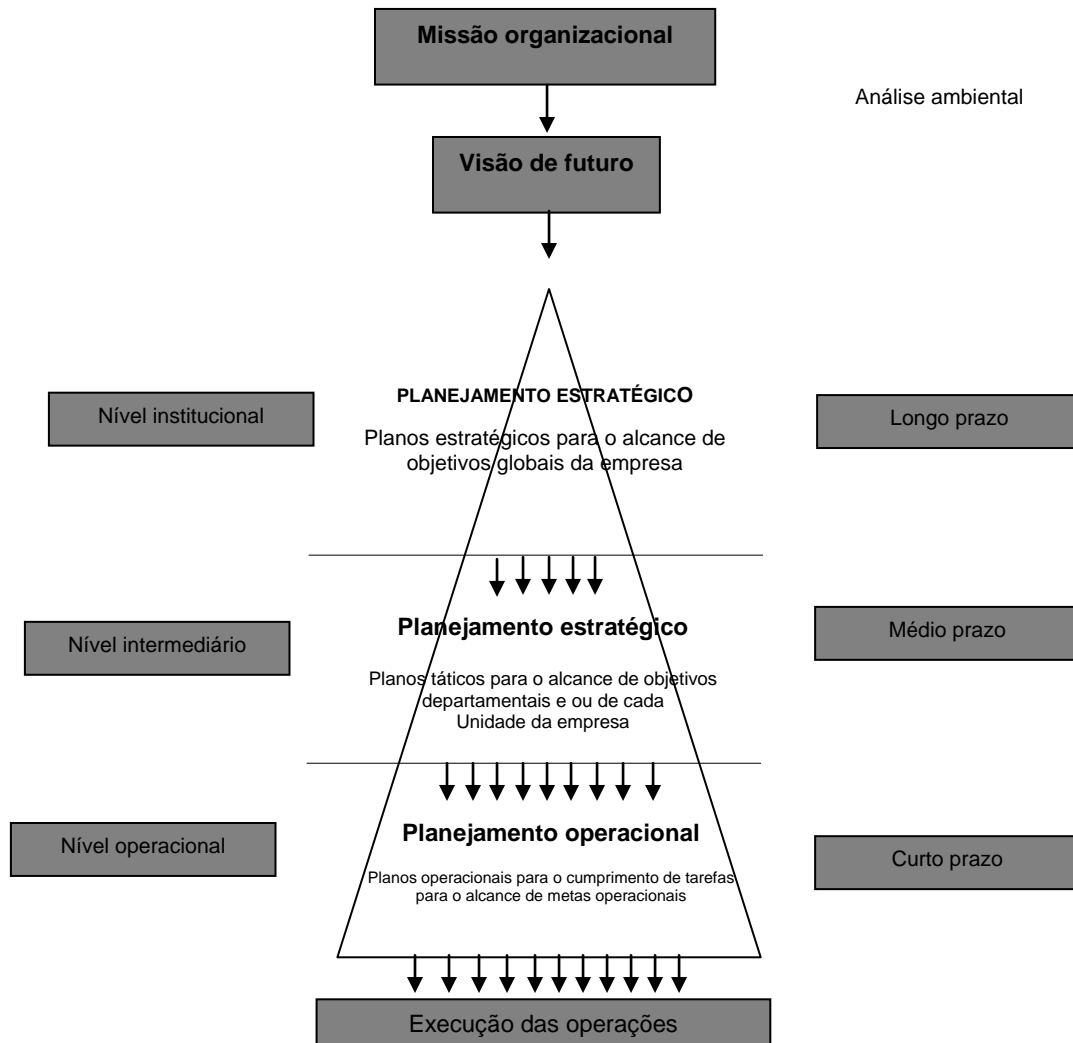 Missão organizacional
Análise ambiental
Visão de futuro
PLANEJAMENTO ESTRATÉGICO
Nível institucional
Longo prazo
Planos estratégicos para o alcance de
objetivos globais da empresa
Planejamento estratégico
Nível intermediário
Médio prazo
Planos táticos para o alcance de objetivos
departamentais e ou de cada
Unidade da empresa
Planejamento operacional
Nível operacional
Curto prazo
Planos operacionais para o cumprimento de tarefas
para o alcance de metas operacionais
Execução das operações